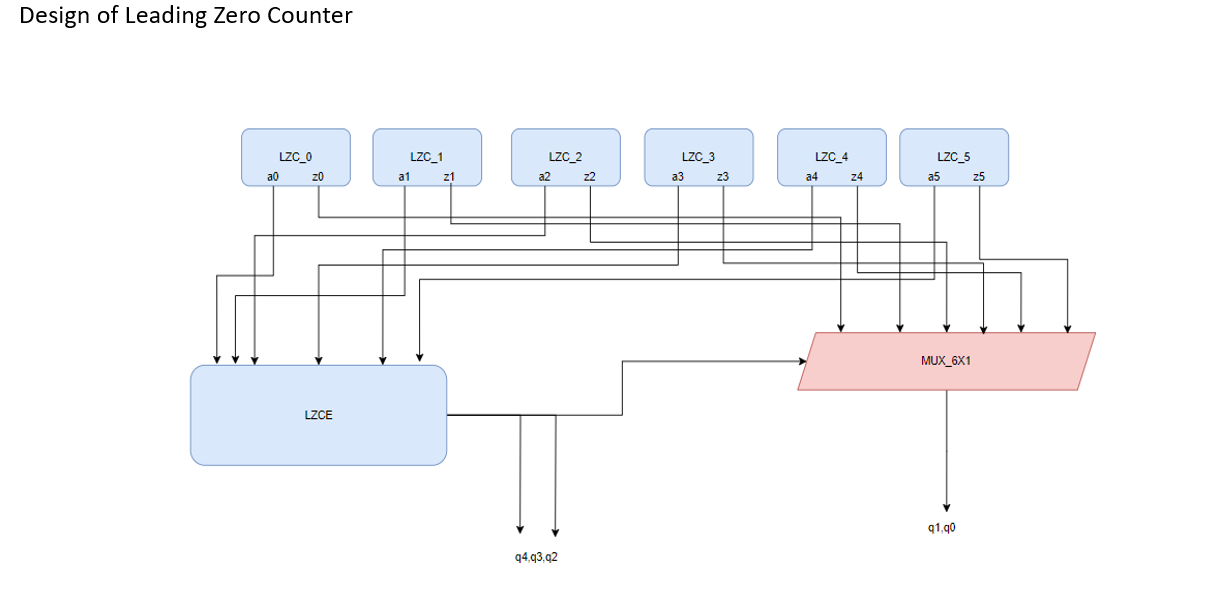 Design of Leading Zero Counter
LZC_0 LZC_1 LZC_2 LZC_3 LZC_4 LZC_5
a0 z0 a1 z1 a2 z2 a3 z3 a4 z4 a5 z5
MUX_6X1
LZCE
q1,q0
q4,q3,q2